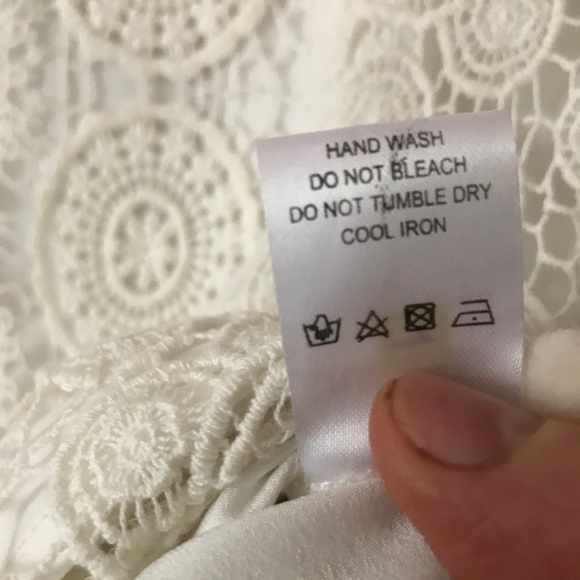 HAND WASH
DO NOT BLEACH
DO NOT TUMBLE DRY
COOL IRON